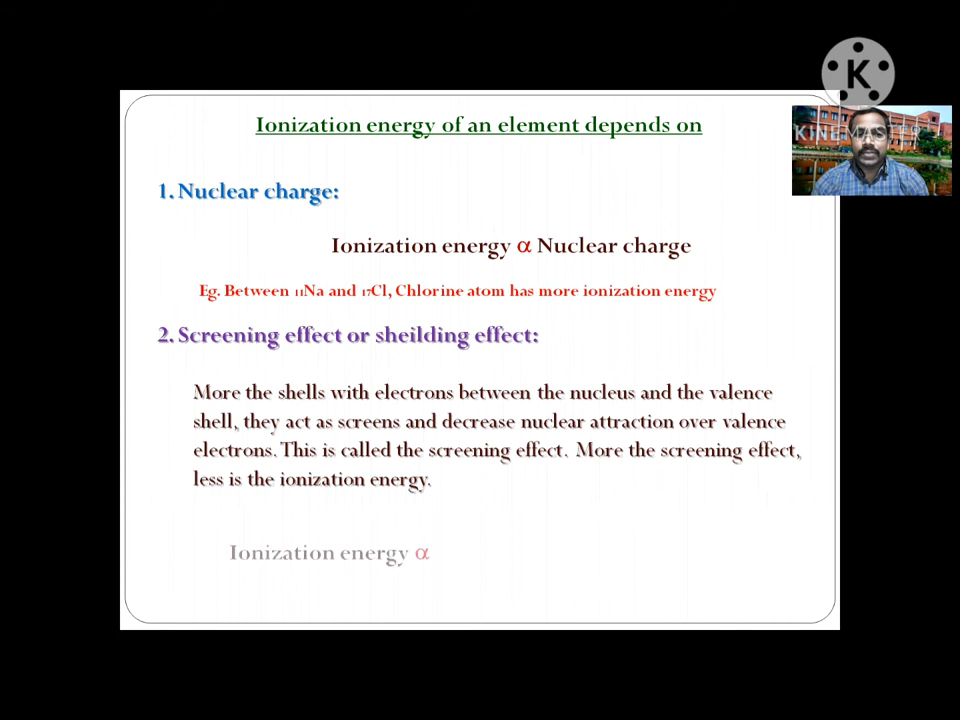 K
KINEMASTER
Ionization energy of an element depends on
1. Nuclear charge:
Ionization energy α Nuclear charge
Eg. Between ₁₁Na and ₁₇Cl, Chlorine atom has more ionization energy
2. Screening effect or sheilding effect:
More the shells with electrons between the nucleus and the valence
shell, they act as screens and decrease nuclear attraction over valence
electrons. This is called the screening effect. More the screening effect,
less is the ionization energy.
Ionization energy α